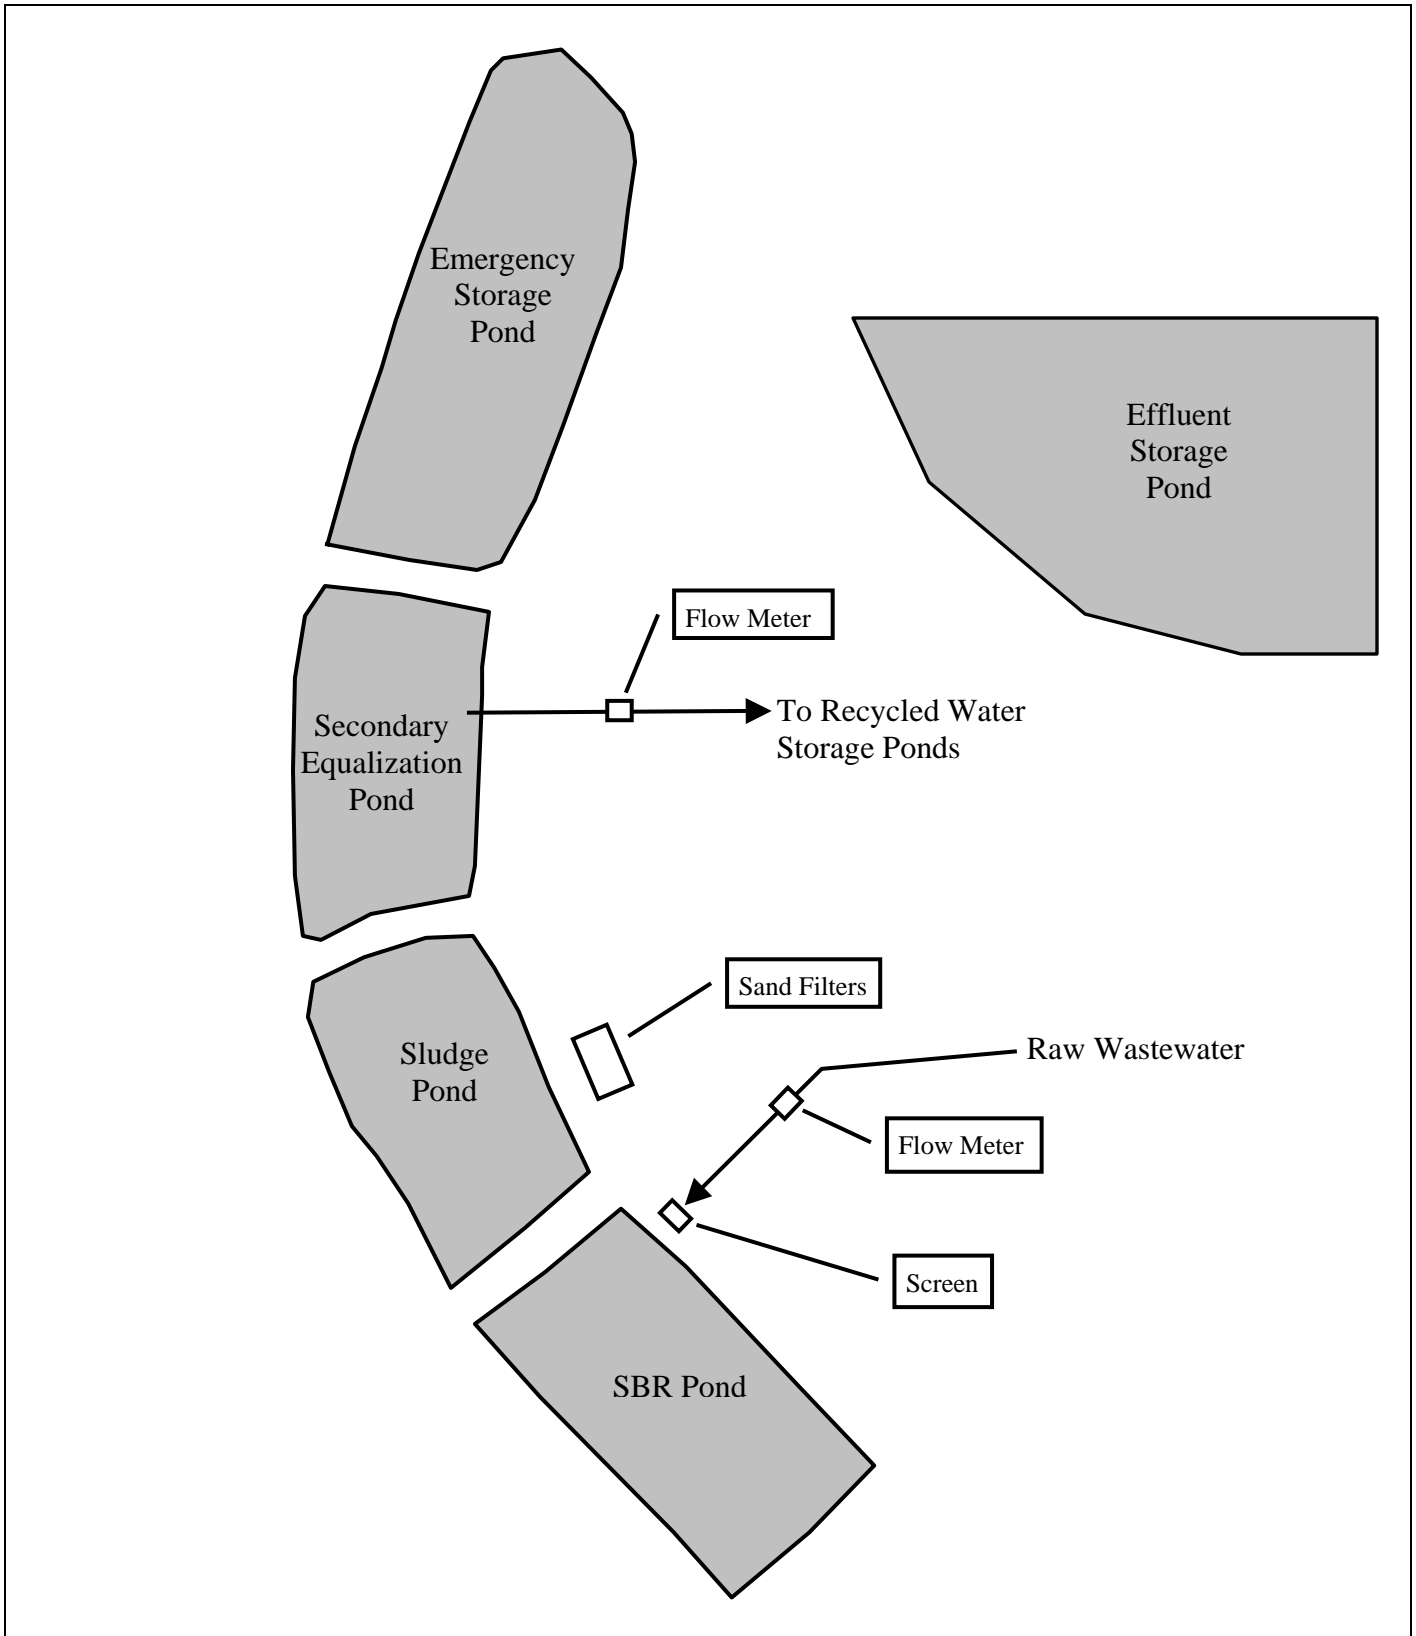 Emergency
Storage
Pond
Effluent
Storage
Pond
Flow Meter
To Recycled Water
Storage Ponds
Secondary
Equalization
Pond
Sand Filters
Sludge
Pond
Raw Wastewater
Flow Meter
Screen
SBR Pond